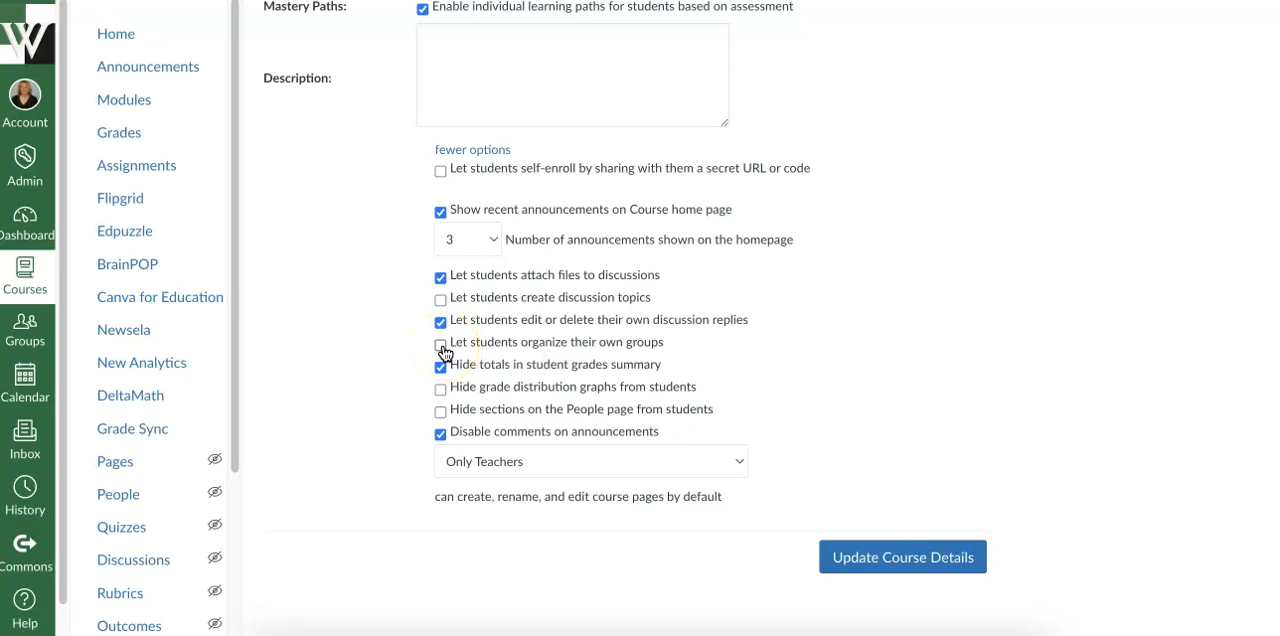 W
Account
Admin
Dashboard
Courses
Groups
Calendar
Inbox
History
Commons
Help
Home
Announcements
Modules
Grades
Assignments
Flipgrid
Edpuzzle
BrainPOP
Canva for Education
Newsela
New Analytics
DeltaMath
Grade Sync
Pages
People
Quizzes
Discussions
Rubrics
Outcomes
Mastery Paths:
Enable individual learning paths for students based on assessment
Description:
fewer options
Let students self-enroll by sharing with them a secret URL or code
Show recent announcements on Course home page
3 Number of announcements shown on the homepage
Let students attach files to discussions
Let students create discussion topics
Let students edit or delete their own discussion replies
Let students organize their own groups
Hide totals in student grades summary
Hide grade distribution graphs from students
Hide sections on the People page from students
Disable comments on announcements
Only Teachers
can create, rename, and edit course pages by default
Update Course Details